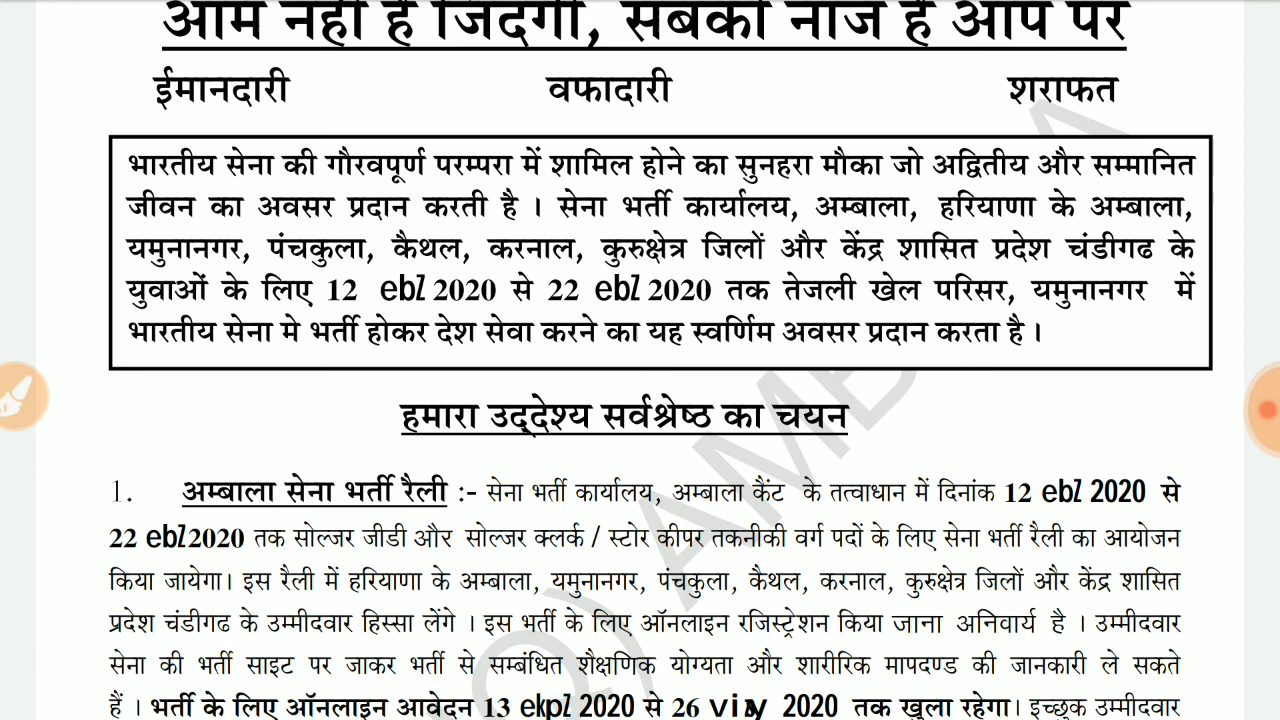 आम नहीं है जिंदगी, सबको नाज है आप पर
ईमानदारी वफादारी शराफत
भारतीय सेना की गौरवपूर्ण परम्परा में शामिल होने का सुनहरा मौका जो अद्वितीय और सम्मानित
जीवन का अवसर प्रदान करती है । सेना भर्ती कार्यालय, अम्बाला, हरियाणा के अम्बाला,
यमुनानगर, पंचकुला, कैथल, करनाल, कुरुक्षेत्र जिलों और केंद्र शासित प्रदेश चंडीगढ के
युवाओं के लिए 12 ebZ 2020 से 22 ebZ 2020 तक तेजली खेल परिसर, यमुनानगर में
भारतीय सेना मे भर्ती होकर देश सेवा करने का यह स्वर्णिम अवसर प्रदान करता है ।
हमारा उद्देश्य सर्वश्रेष्ठ का चयन
1. अम्बाला सेना भर्ती रैली :- सेना भर्ती कार्यालय, अम्बाला कैंट के तत्वाधान में दिनांक 12 ebZ 2020 से
22 ebZ2020 तक सोल्जर जीडी और सोल्जर क्लर्क / स्टोर कीपर तकनीकी वर्ग पदों के लिए सेना भर्ती रैली का आयोजन
किया जायेगा। इस रैली में हरियाणा के अम्बाला, यमुनानगर, पंचकुला, कैथल, करनाल, कुरुक्षेत्र जिलों और केंद्र शासित
प्रदेश चंडीगढ के उम्मीदवार हिस्सा लेंगे । इस भर्ती के लिए ऑनलाइन रजिस्ट्रेशन किया जाना अनिवार्य है । उम्मीदवार
सेना की भर्ती साइट पर जाकर भर्ती से सम्बंधित शैक्षणिक योग्यता और शारीरिक मापदण्ड की जानकारी ले सकते
हैं । भर्ती के लिए ऑनलाइन आवेदन 13 ekpZ 2020 से 26 2020 तक खुला रहेगा। इच्छुक उम्मीदवार